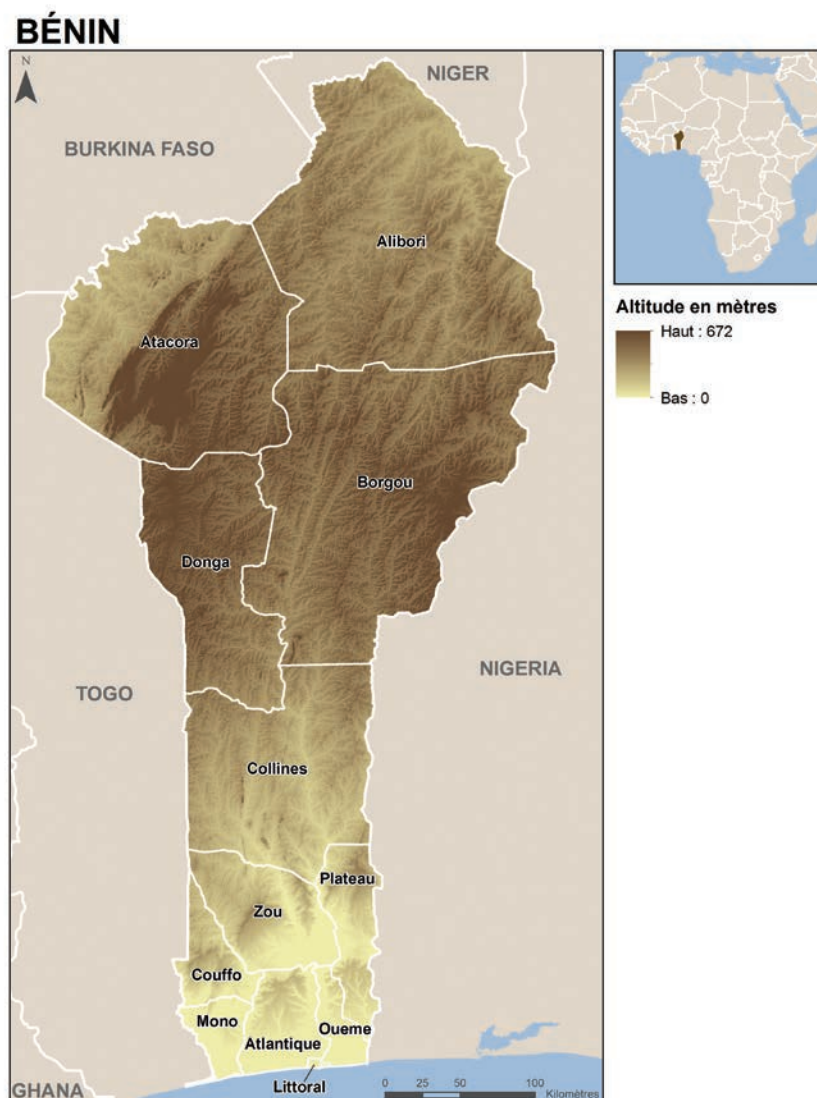 BÉNIN
N
NIGER
BURKINA FASO
Alibori
Atacora
Borgou
Donga
NIGERIA
TOGO
Collines
Plateau
Zou
Couffo
Mono
Oueme
Atlantique
Littoral
GHANA
0 25 50 100
Kilomètres
Altitude en mètres
Haut : 672
Bas : 0